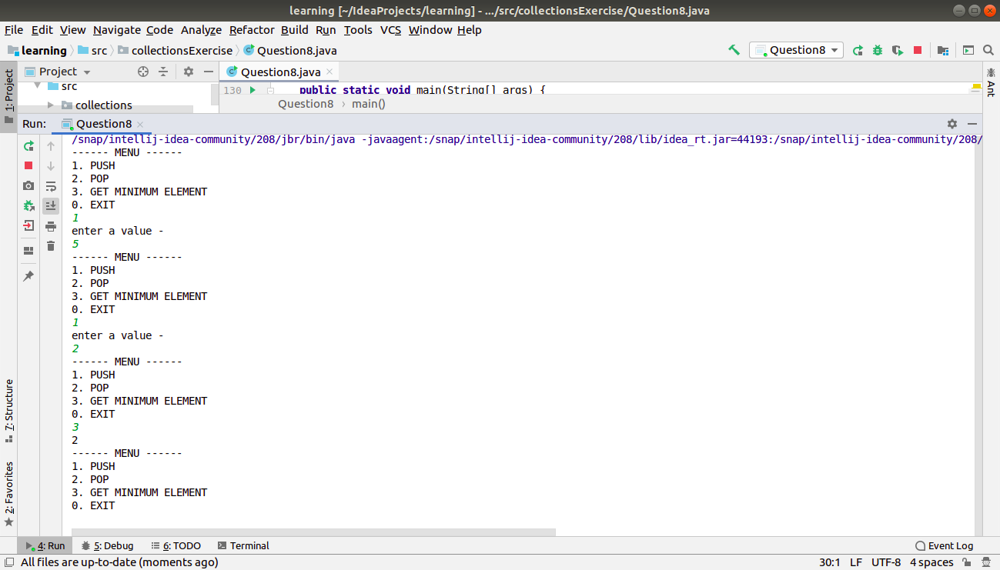 learning [~/IdeaProjects/learning] - .../src/collectionsExercise/Question8.java
File Edit View Navigate Code Analyze Refactor Build Run Tools VCS Window Help
learning src collectionsExercise Question8.java Question8
1: Project
Project
Question8.java
Ant
src
130 public static void main(String[] args) {
collections
Question8 › main()
Run: Question8
/snap/intellij-idea-community/208/jbr/bin/java -javaagent:/snap/intellij-idea-community/208/lib/idea_rt.jar=44193:/snap/intellij-idea-community/208/
------ MENU ------
1. PUSH
2. POP
3. GET MINIMUM ELEMENT
0. EXIT
1
enter a value -
5
------ MENU ------
1. PUSH
2. POP
3. GET MINIMUM ELEMENT
0. EXIT
1
enter a value -
2
------ MENU ------
1. PUSH
2. POP
3. GET MINIMUM ELEMENT
0. EXIT
3
2
------ MENU ------
1. PUSH
2. POP
3. GET MINIMUM ELEMENT
0. EXIT
7: Structure
2: Favorites
4: Run 5: Debug 6: TODO Terminal Event Log
All files are up-to-date (moments ago) 30:1 LF UTF-8 4 spaces